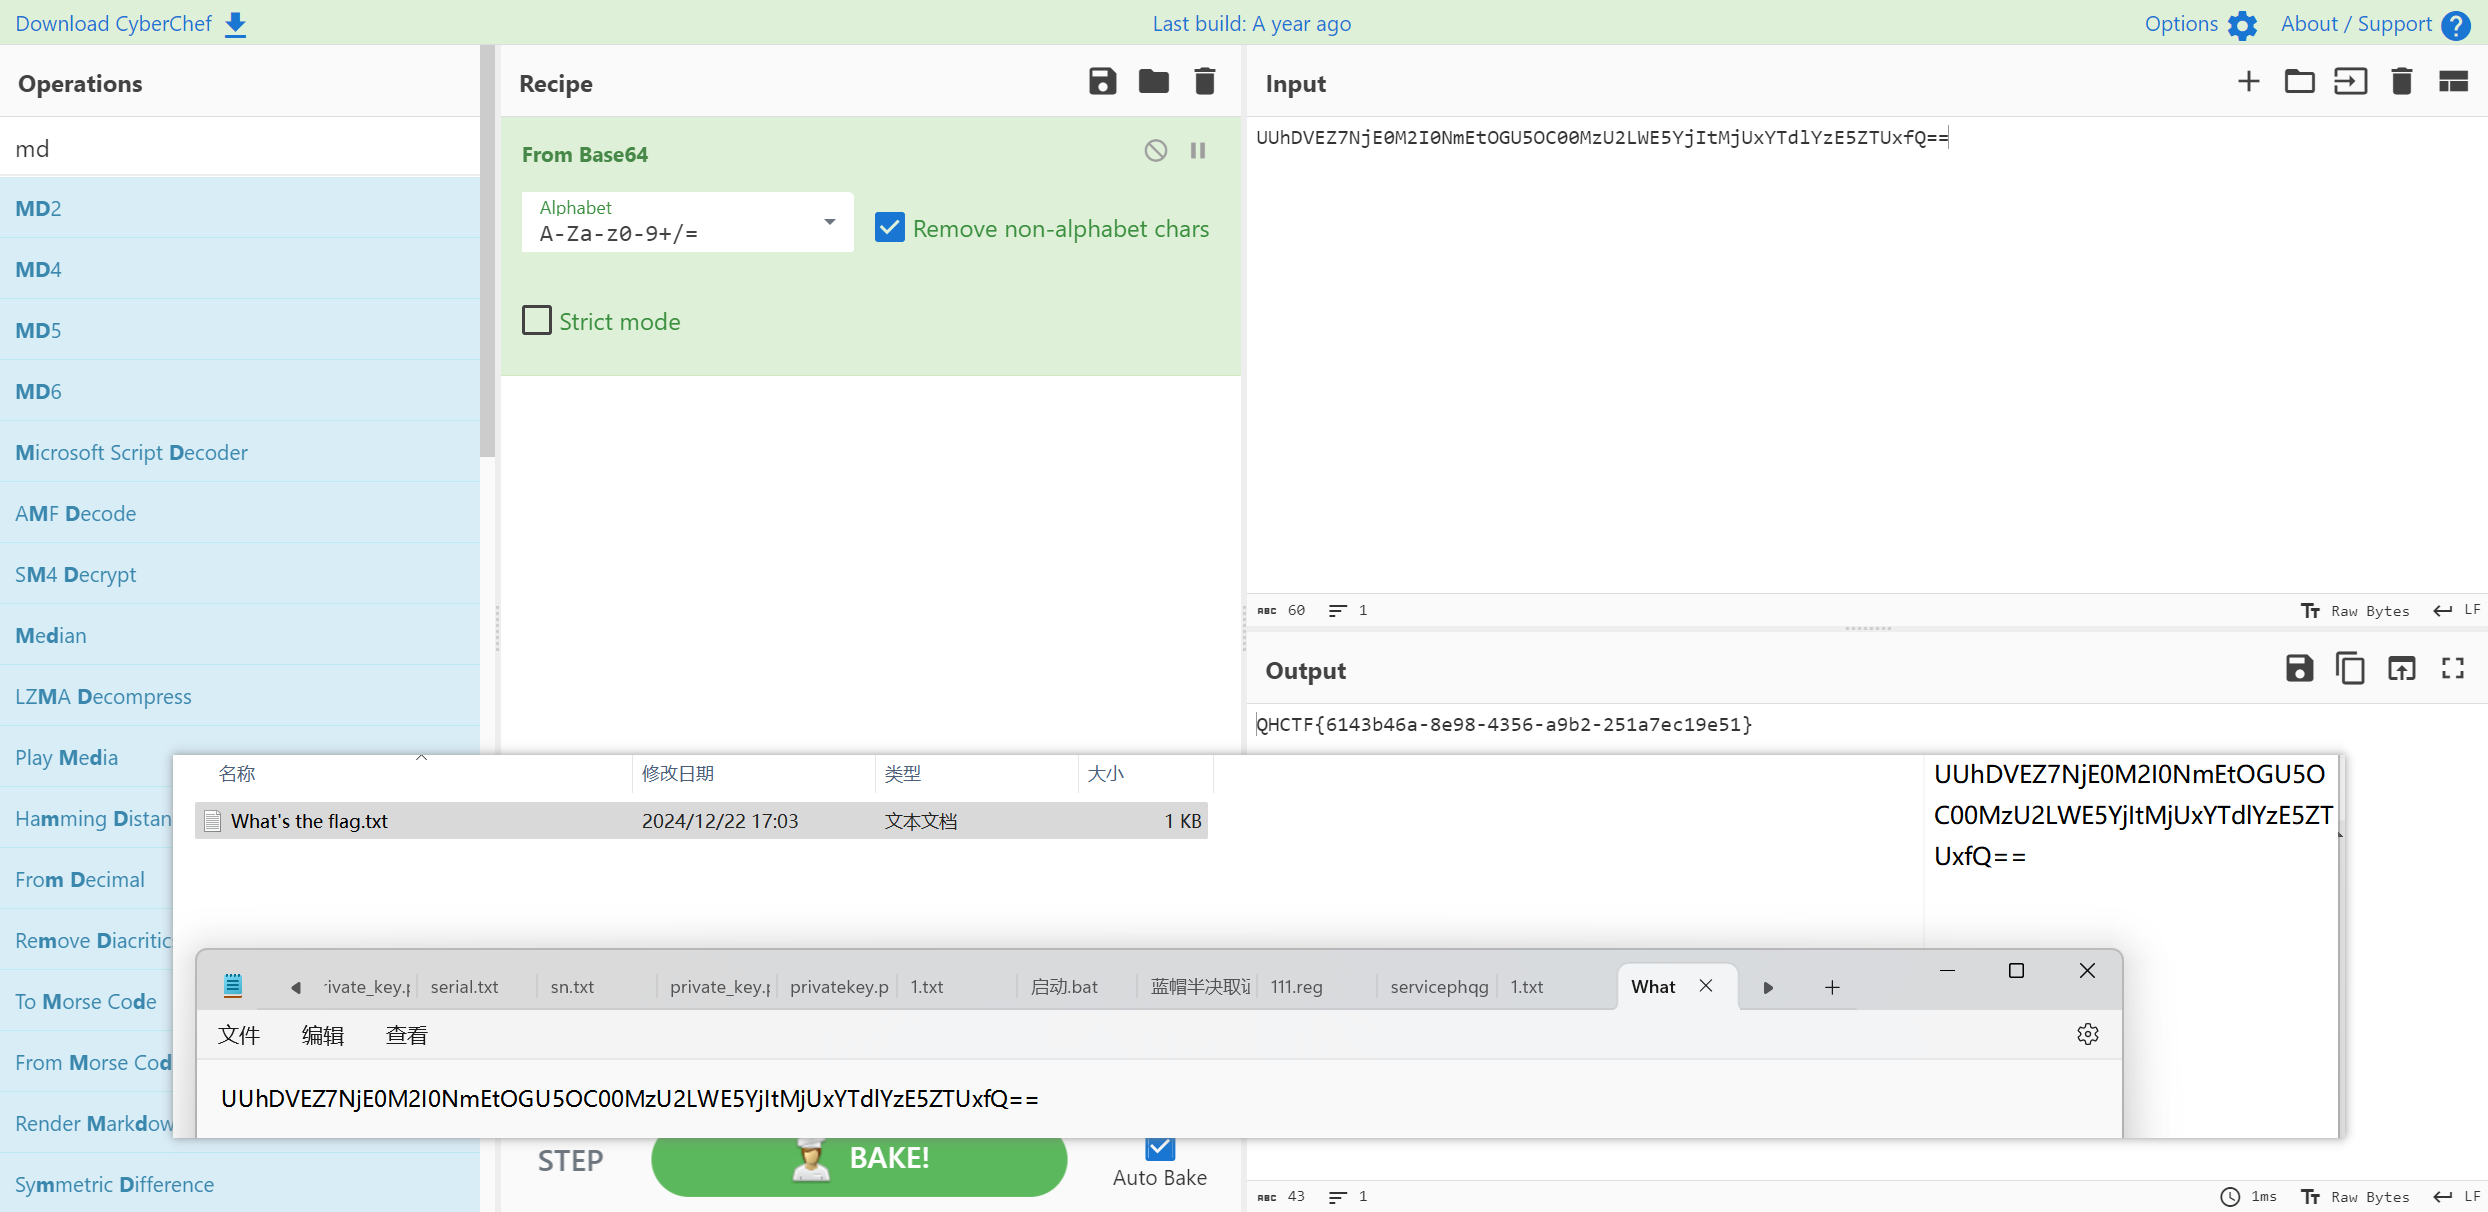 Download CyberChef
Last build: A year ago
Options
About / Support
Operations
md
MD2
MD4
MD5
MD6
Microsoft Script Decoder
AMF Decode
SM4 Decrypt
Median
LZMA Decompress
Play Media
Hamming Distan
From Decimal
Remove Diacritic
To Morse Code
From Morse Cod
Render Markdow
Symmetric Difference
Recipe
From Base64
Alphabet
A-Za-z0-9+/=
Remove non-alphabet chars
Strict mode
STEP
BAKE!
Auto Bake
Input
UUhDVEZ7NjE0M2I0NmEtOGU5OC00MzU2LWE5YjItMjUxYTdlYzE5ZTUxfQ==
ABC 60 1
Raw Bytes LF
Output
QHCTF{6143b46a-8e98-4356-a9b2-251a7ec19e51}
ABC 43 1
1ms Raw Bytes LF
名称 修改日期 类型 大小
What's the flag.txt 2024/12/22 17:03 文本文档 1 KB
UUhDVEZ7NjE0M2I0NmEtOGU5O
C00MzU2LWE5YjItMjUxYTdlYzE5ZT
UxfQ==
rivate_key.p serial.txt sn.txt private_key.p privatekey.p 1.txt 启动.bat 蓝帽半决取证 111.reg servicephqg 1.txt What
文件 编辑 查看
UUhDVEZ7NjE0M2I0NmEtOGU5OC00MzU2LWE5YjItMjUxYTdlYzE5ZTUxfQ==